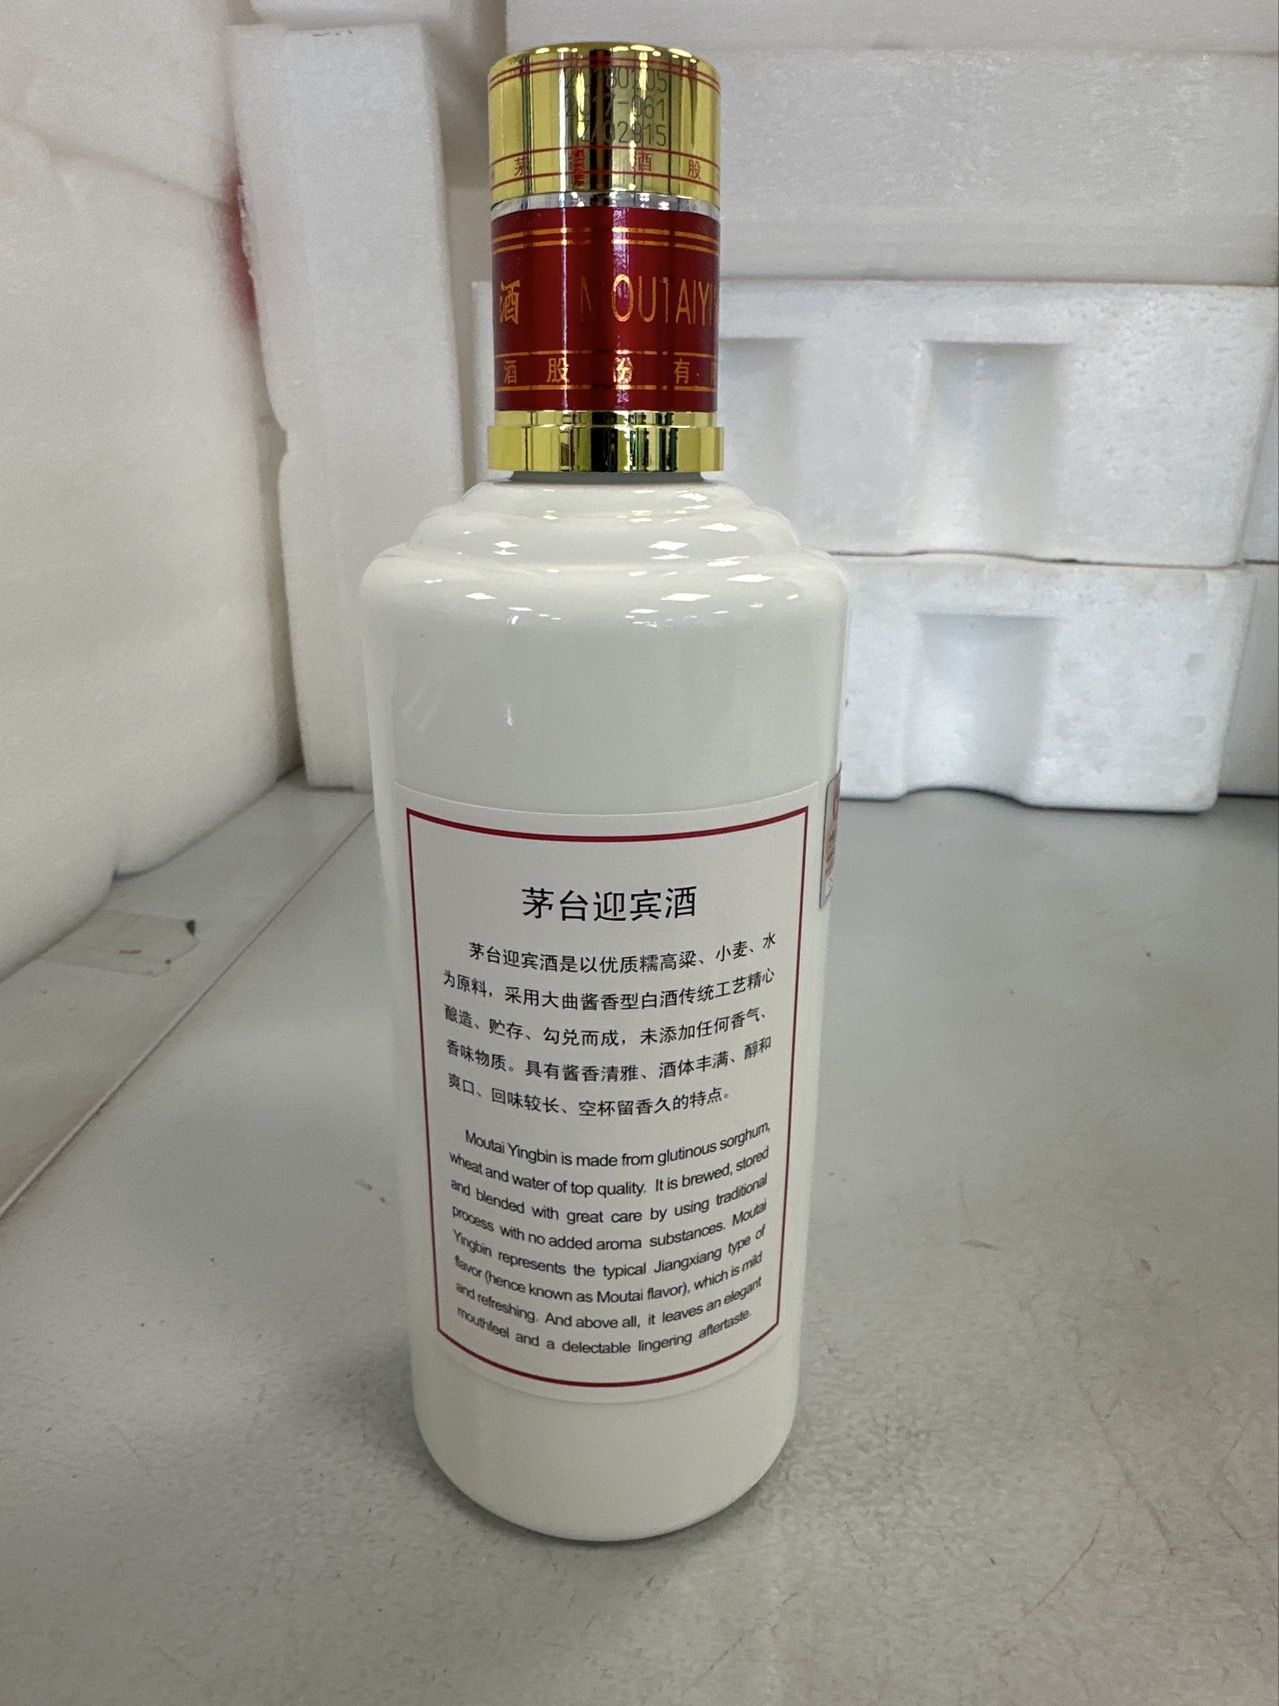 2017-061
茅 酒 股
酒 OUTAIYI
酒 股 份 有
茅台迎宾酒
茅台迎宾酒是以优质糯高粱、小麦、水
为原料，采用大曲酱香型白酒传统工艺精心
酿造、贮存、勾兑而成，未添加任何香气、
香味物质。具有酱香清雅、酒体丰满、醇和
爽口、回味较长、空杯留香久的特点。
Moutai Yingbin is made from glutinous sorghum,
wheat and water of top quality. It is brewed, stored
and blended with great care by using traditional
process with no added aroma substances. Moutai
Yingbin represents the typical Jiangxiang type of
flavor (hence known as Moutai flavor), which is mild
and refreshing. And above all, it leaves an elegant
mouthfeel and a delectable lingering aftertaste.